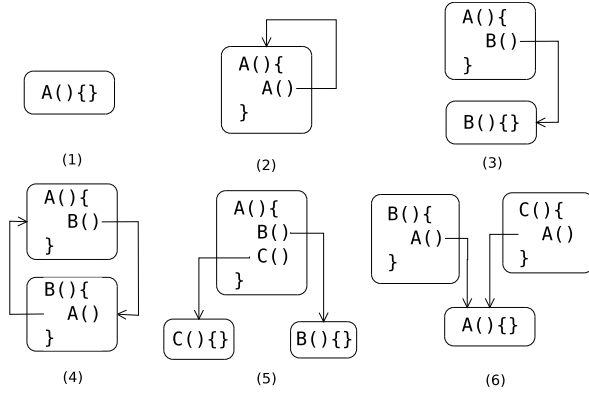 A(){}
(1)
A(){
A()
}
(2)
A(){
B()
}
B(){}
(3)
A(){
B()
}
B(){
A()
}
(4)
A(){
B()
C()
}
C(){}
B(){}
(5)
B(){
A()
}
C(){
A()
}
A(){}
(6)